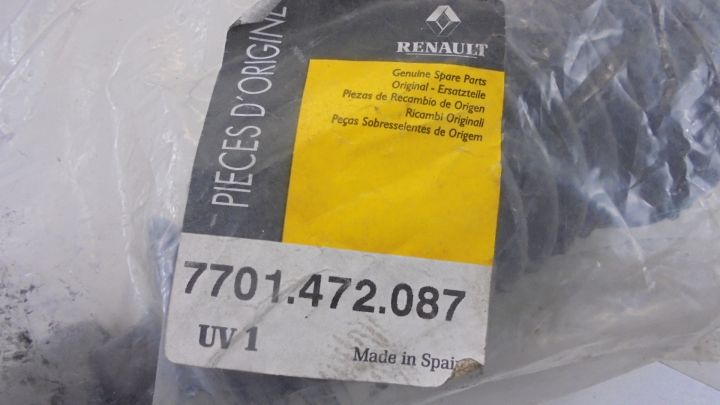 PIECES D'ORIGINE
RENAULT
Genuine Spare Parts
Original - Ersatzteile
Piezas de Recambio de Origen
Ricambi Originali
Peças Sobresselentes de Origem
7701.472.087
UV 1
Made in Spai